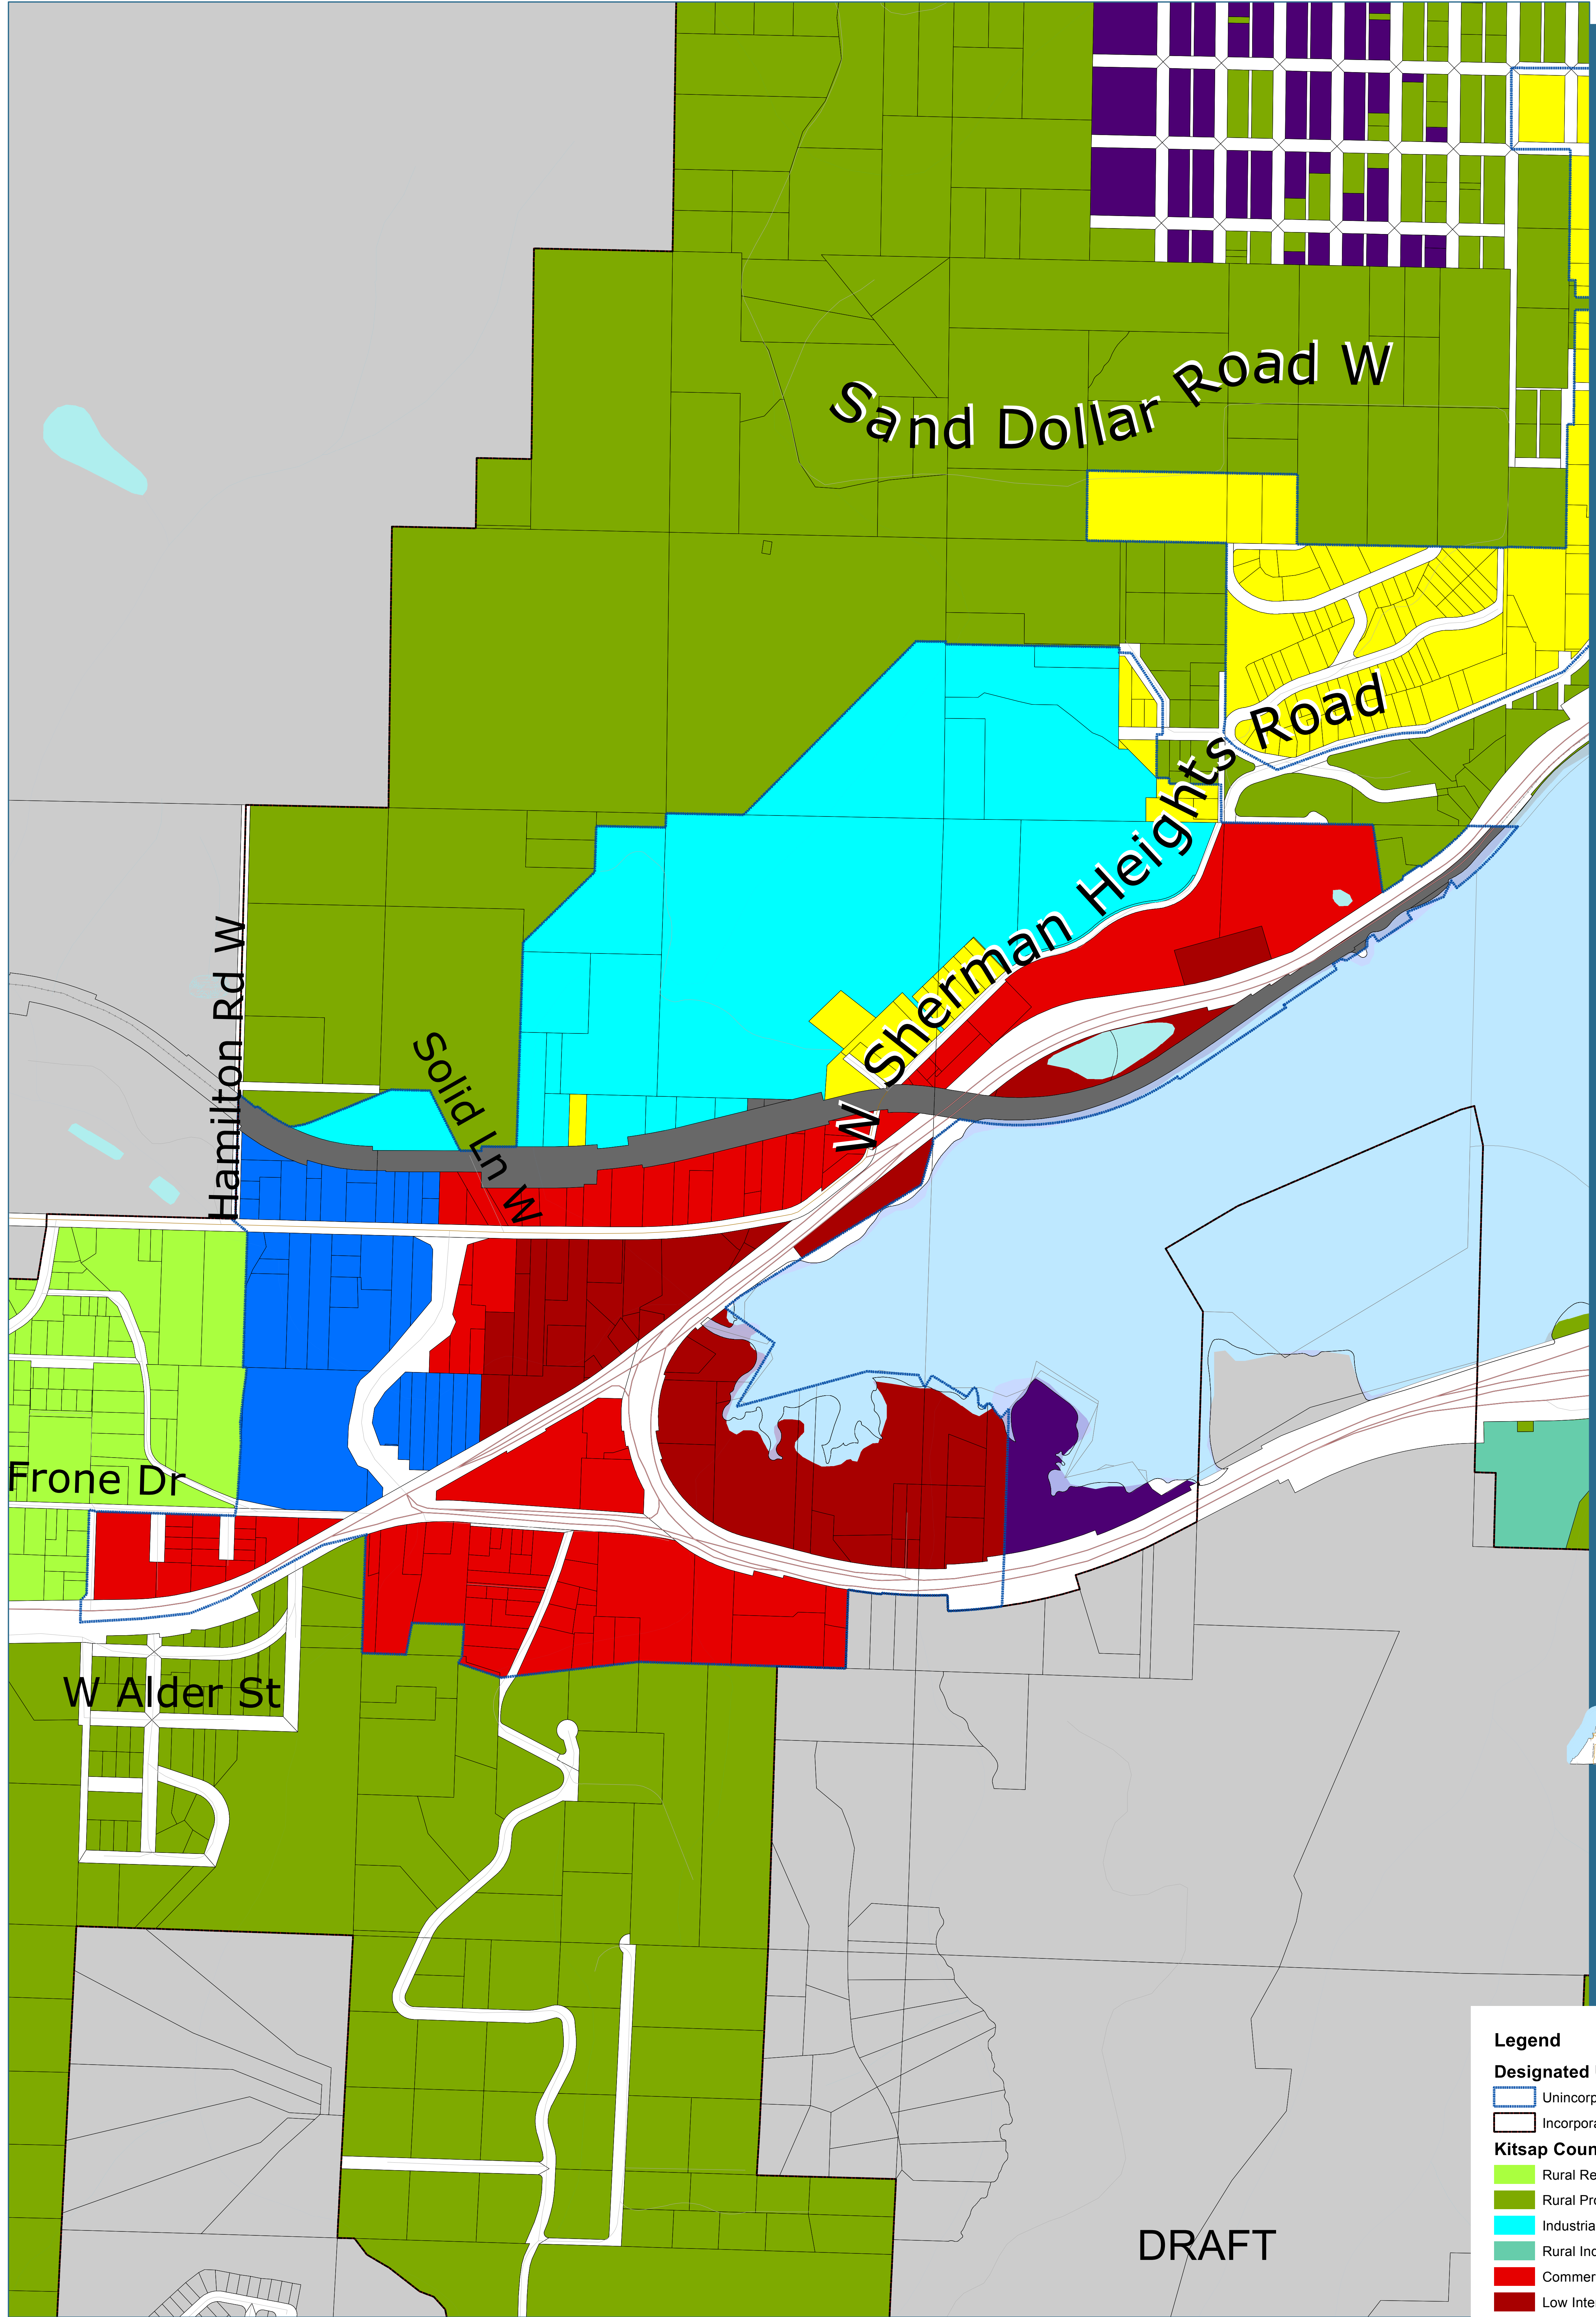 Sand Dollar Road W
W Sherman Heights Road
Hamilton Rd W
Solid Ln W
Frone Dr
W Alder St
DRAFT
Legend
Designated
Unincorp
Incorpora
Kitsap Coun
Rural Re
Rural Pro
Industria
Rural Ind
Commer
Low Inte